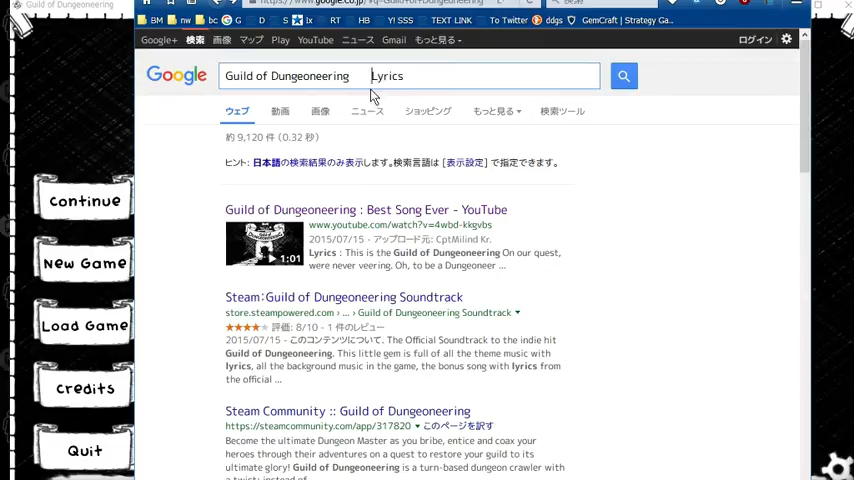 Guild of Dungeoneering
BM nw bc G S lx RT HB Y! SSS TEXT LINK To Twitter ddgs GemCraft | Strategy Ga...
Google+ 検索 画像 マップ Play YouTube ニュース Gmail もっと見る ログイン
Google Guild of Dungeoneering Lyrics
ウェブ 動画 画像 ニュース ショッピング もっと見る 検索ツール
約 9,120 件 (0.32 秒)
ヒント: 日本語の検索結果のみ表示します。検索言語は [表示設定] で指定できます。
Guild of Dungeoneering : Best Song Ever - YouTube
www.youtube.com/watch?v=4wbd-kkgvbs
2015/07/15 - アップロード元: CptMilind Kr.
Lyrics : This is the Guild of Dungeoneering On our quest,
were never veering. Oh, to be a Dungeoneer ...
1:01
Steam:Guild of Dungeoneering Soundtrack
store.steampowered.com › ... › Guild of Dungeoneering Soundtrack
評価: 8/10 - 1 件のレビュー
2015/07/15 - このコンテンツについて. The Official Soundtrack to the indie hit
Guild of Dungeoneering. This little gem is full of all the theme music with
lyrics, all the background music in the game, the bonus song with lyrics from
the official ...
Steam Community :: Guild of Dungeoneering
https://steamcommunity.com/app/317820 このページを訳す
Become the ultimate Dungeon Master as you bribe, entice and coax your
heroes through their adventures on a quest to restore your guild to its
ultimate glory! Guild of Dungeoneering is a turn-based dungeon crawler with
a twist: instead of
Continue
New Game
Load Game
Credits
Quit